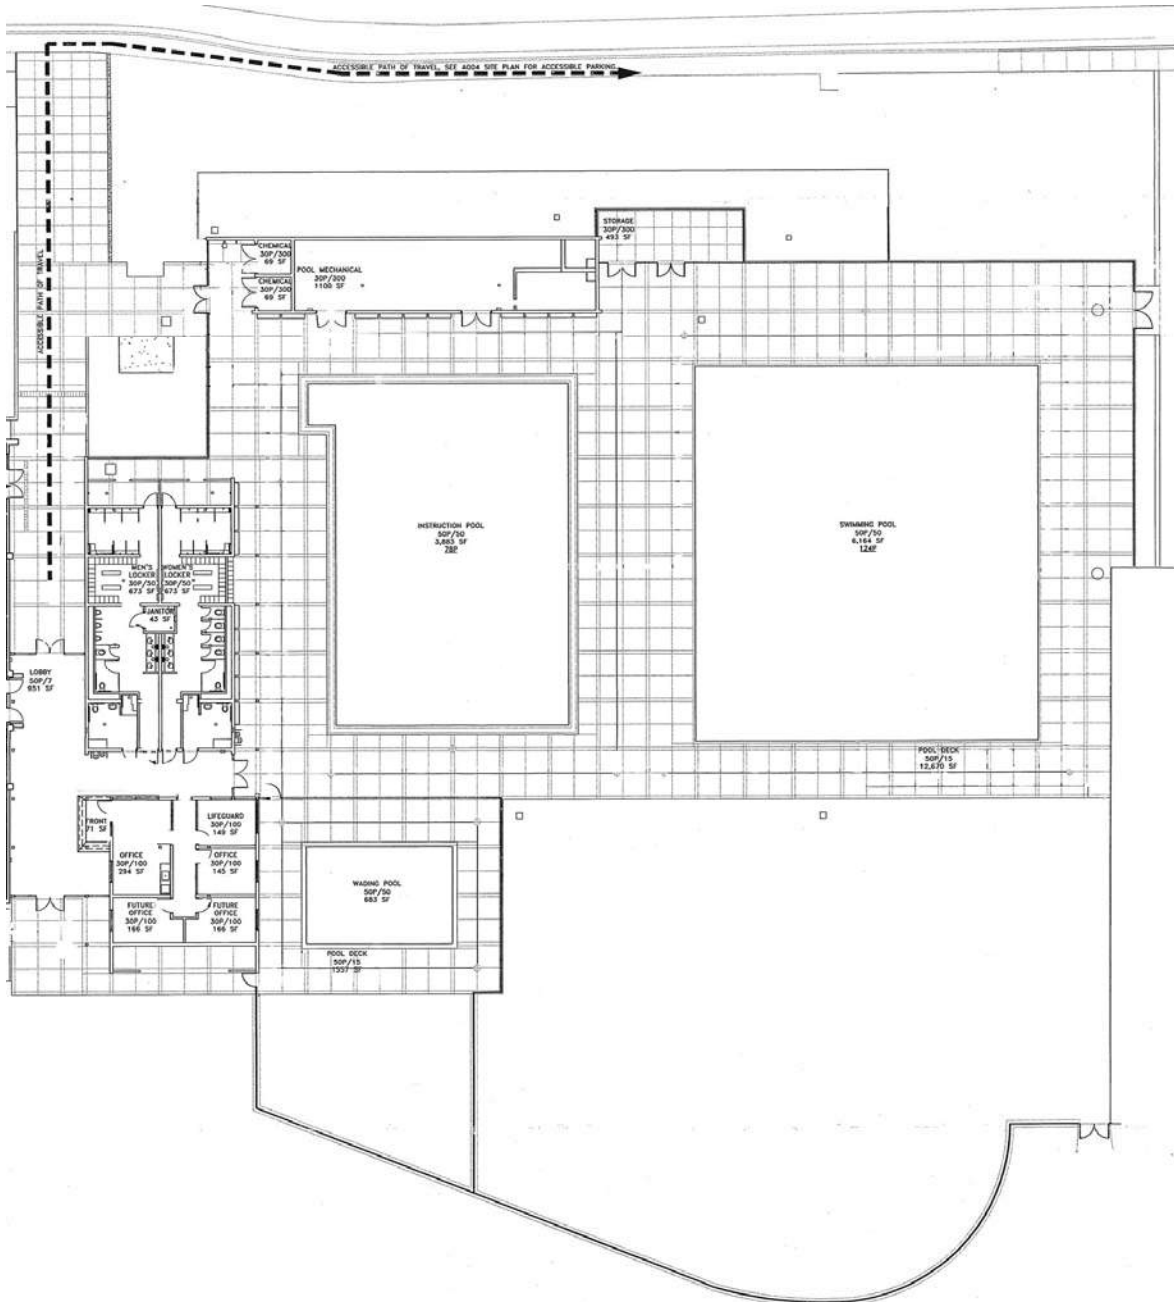 ACCESSIBLE PATH OF TRAVEL, SEE A004 SITE PLAN FOR ACCESSIBLE PARKING
ACCESSIBLE PATH OF TRAVEL
STORAGE
30P/300
493 SF
CHEMICAL
30P/300
69 SF
POOL MECHANICAL
30P/300
1100 SF
CHEMICAL
30P/300
69 SF
INSTRUCTION POOL
50P/50
3,883 SF
78P
SWIMMING POOL
50P/50
6,164 SF
124P
MEN'S
LOCKER
30P/50
673 SF
WOMEN'S
LOCKER
30P/50
673 SF
JANITOR
43 SF
LOBBY
50P/7
951 SF
POOL DECK
50P/15
12,670 SF
FRONT
71 SF
LIFEGUARD
30P/100
149 SF
OFFICE
30P/100
294 SF
OFFICE
30P/100
145 SF
WADING POOL
50P/50
683 SF
FUTURE
OFFICE
30P/100
166 SF
FUTURE
OFFICE
30P/100
166 SF
POOL DECK
50P/15
1557 SF